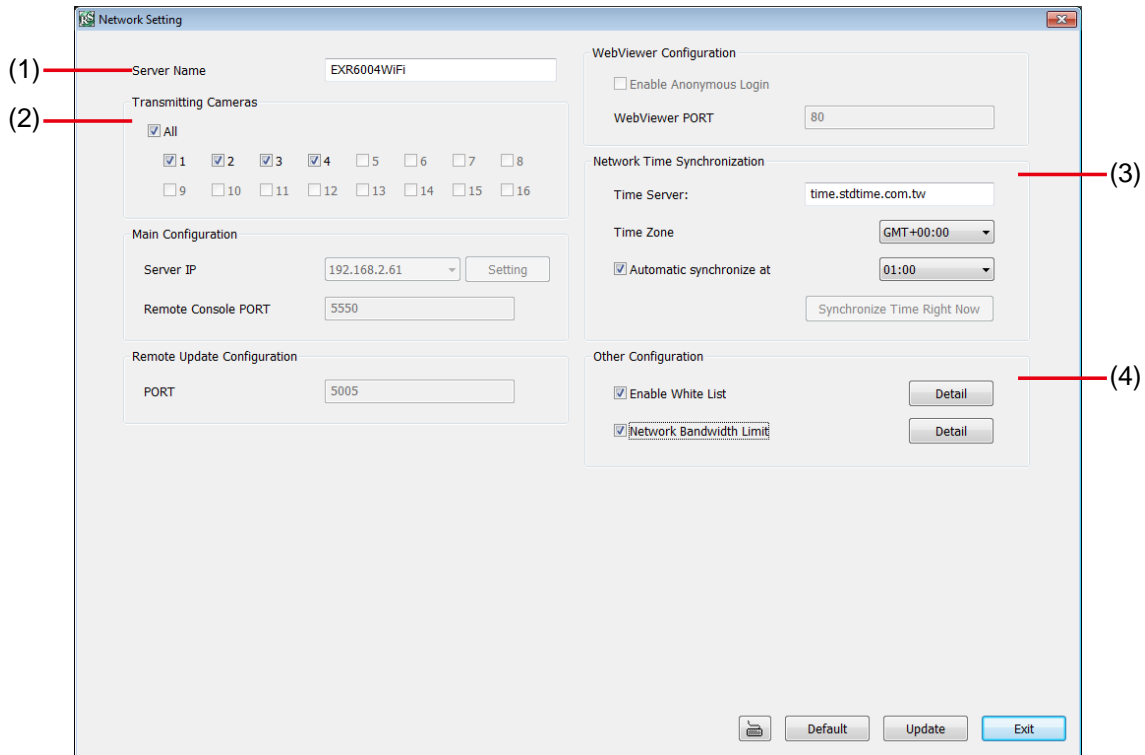 RS Network Setting
(1)
Server Name EXR6004WiFi
(2)
Transmitting Cameras
All
1 2 3 4 5 6 7 8
9 10 11 12 13 14 15 16
Main Configuration
Server IP 192.168.2.61 Setting
Remote Console PORT 5550
Remote Update Configuration
PORT 5005
WebViewer Configuration
Enable Anonymous Login
WebViewer PORT 80
Network Time Synchronization
(3)
Time Server: time.stdtime.com.tw
Time Zone GMT+00:00
Automatic synchronize at 01:00
Synchronize Time Right Now
Other Configuration
(4)
Enable White List Detail
Network Bandwidth Limit Detail
Default Update Exit